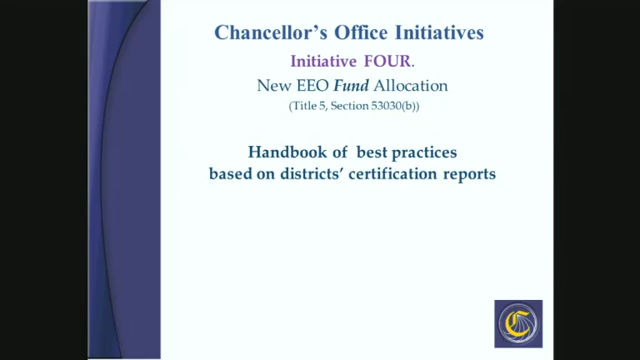 Chancellor's Office Initiatives
Initiative FOUR.
New EEO Fund Allocation
(Title 5, Section 53030(b))
Handbook of best practices
based on districts' certification reports